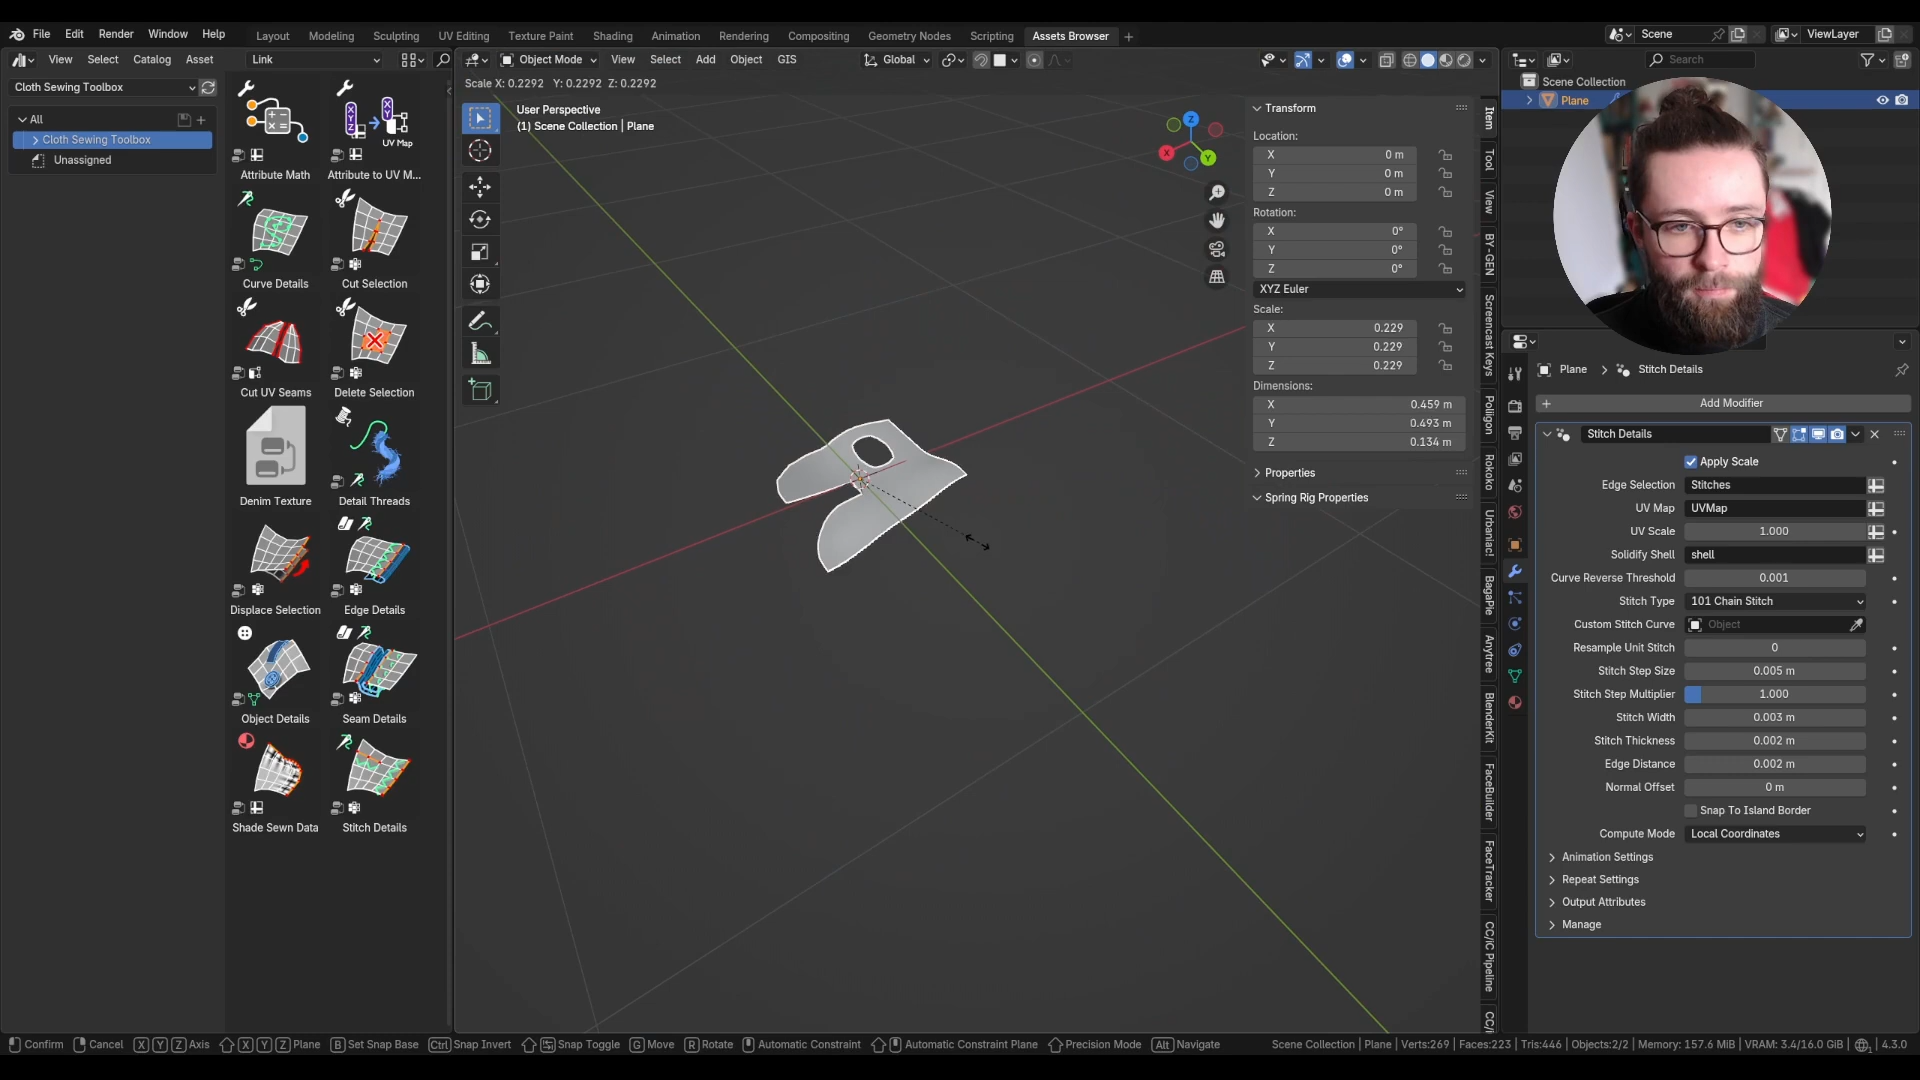 File Edit Render Window Help
Layout Modeling Sculpting UV Editing Texture Paint Shading Animation Rendering Compositing Geometry Nodes Scripting Assets Browser
Scene ViewLayer
View Select Catalog Asset Link
Object Mode View Select Add Object GIS Global
Search
Scale X: 0.2292 Y: 0.2292 Z: 0.2292
Cloth Sewing Toolbox
All
Cloth Sewing Toolbox
Unassigned
UV Map
Attribute Math Attribute to UV M...
Curve Details Cut Selection
Cut UV Seams Delete Selection
Denim Texture Detail Threads
Displace Selection Edge Details
Object Details Seam Details
Shade Sewn Data Stitch Details
User Perspective
(1) Scene Collection | Plane
Z
X
Y
Transform
Location:
X 0 m
Y 0 m
Z 0 m
Rotation:
X 0°
Y 0°
Z 0°
XYZ Euler
Scale:
X 0.229
Y 0.229
Z 0.229
Dimensions:
X 0.459 m
Y 0.493 m
Z 0.134 m
Properties
Spring Rig Properties
Item
Tool
View
BY-GEN
Screencast Keys
Poliigon
Rokoko
Urbaniac!
BagaPie
Anytree
BlenderKit
FaceBuilder
FaceTracker
CC/iC Pipeline
CC/i
Scene Collection
Plane
Plane Stitch Details
Add Modifier
Stitch Details
Apply Scale
Edge Selection Stitches
UV Map UVMap
UV Scale 1.000
Solidify Shell shell
Curve Reverse Threshold 0.001
Stitch Type 101 Chain Stitch
Custom Stitch Curve Object
Resample Unit Stitch 0
Stitch Step Size 0.005 m
Stitch Step Multiplier 1.000
Stitch Width 0.003 m
Stitch Thickness 0.002 m
Edge Distance 0.002 m
Normal Offset 0 m
Snap To Island Border
Compute Mode Local Coordinates
Animation Settings
Repeat Settings
Output Attributes
Manage
Confirm Cancel X Y Z Axis X Y Z Plane B Set Snap Base Ctrl Snap Invert Snap Toggle G Move R Rotate Automatic Constraint Automatic Constraint Plane Precision Mode Alt Navigate Scene Collection | Plane | Verts:269 | Faces:223 | Tris:446 | Objects:2/2 | Memory: 157.6 MiB | VRAM: 3.4/16.0 GiB | 4.3.0